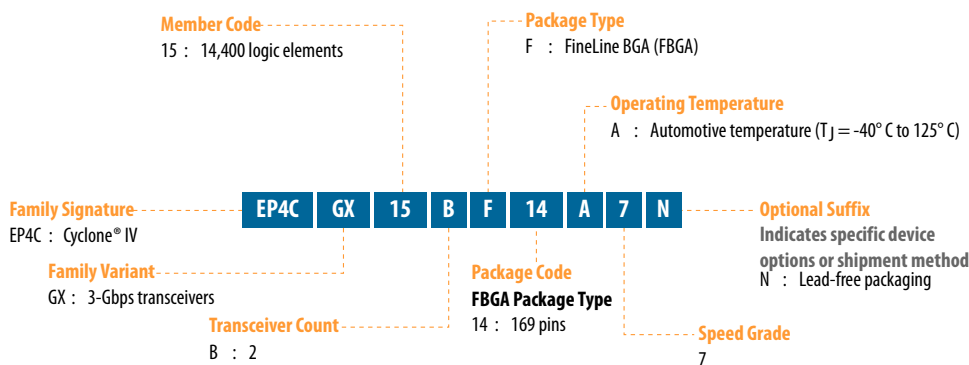 Member Code
15 : 14,400 logic elements
Package Type
F : FineLine BGA (FBGA)
Operating Temperature
A : Automotive temperature (TJ = -40° C to 125° C)
EP4C GX 15 B F 14 A 7 N
Family Signature
EP4C : Cyclone® IV
Optional Suffix
Indicates specific device
options or shipment method
N : Lead-free packaging
Family Variant
GX : 3-Gbps transceivers
Package Code
FBGA Package Type
14 : 169 pins
Transceiver Count
B : 2
Speed Grade
7